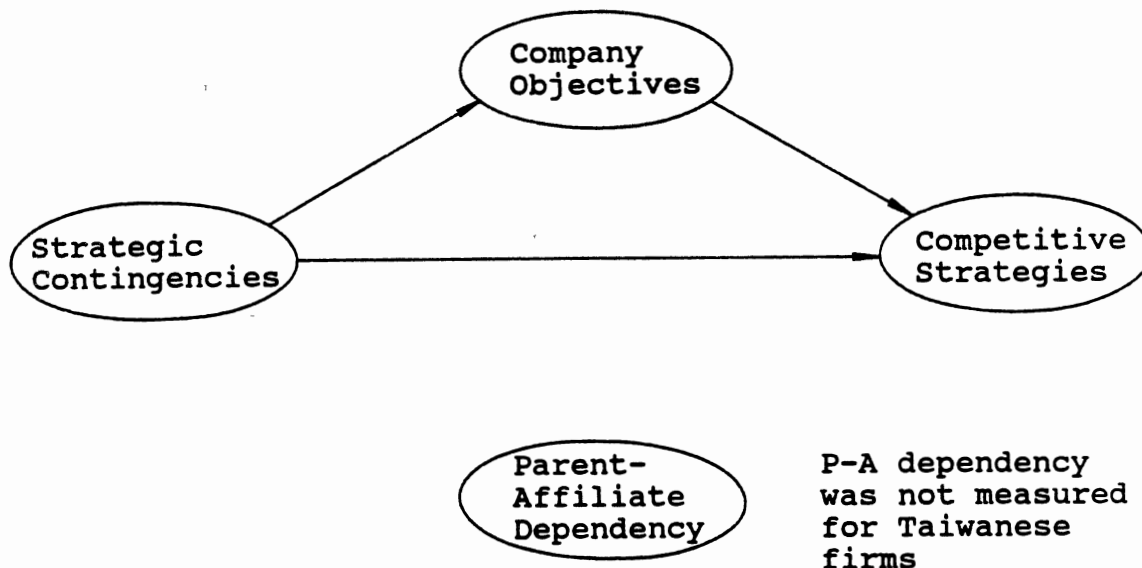 Company
Objectives
Strategic
Contingencies
Competitive
Strategies
Parent-
Affiliate
Dependency
P-A dependency
was not measured
for Taiwanese
firms